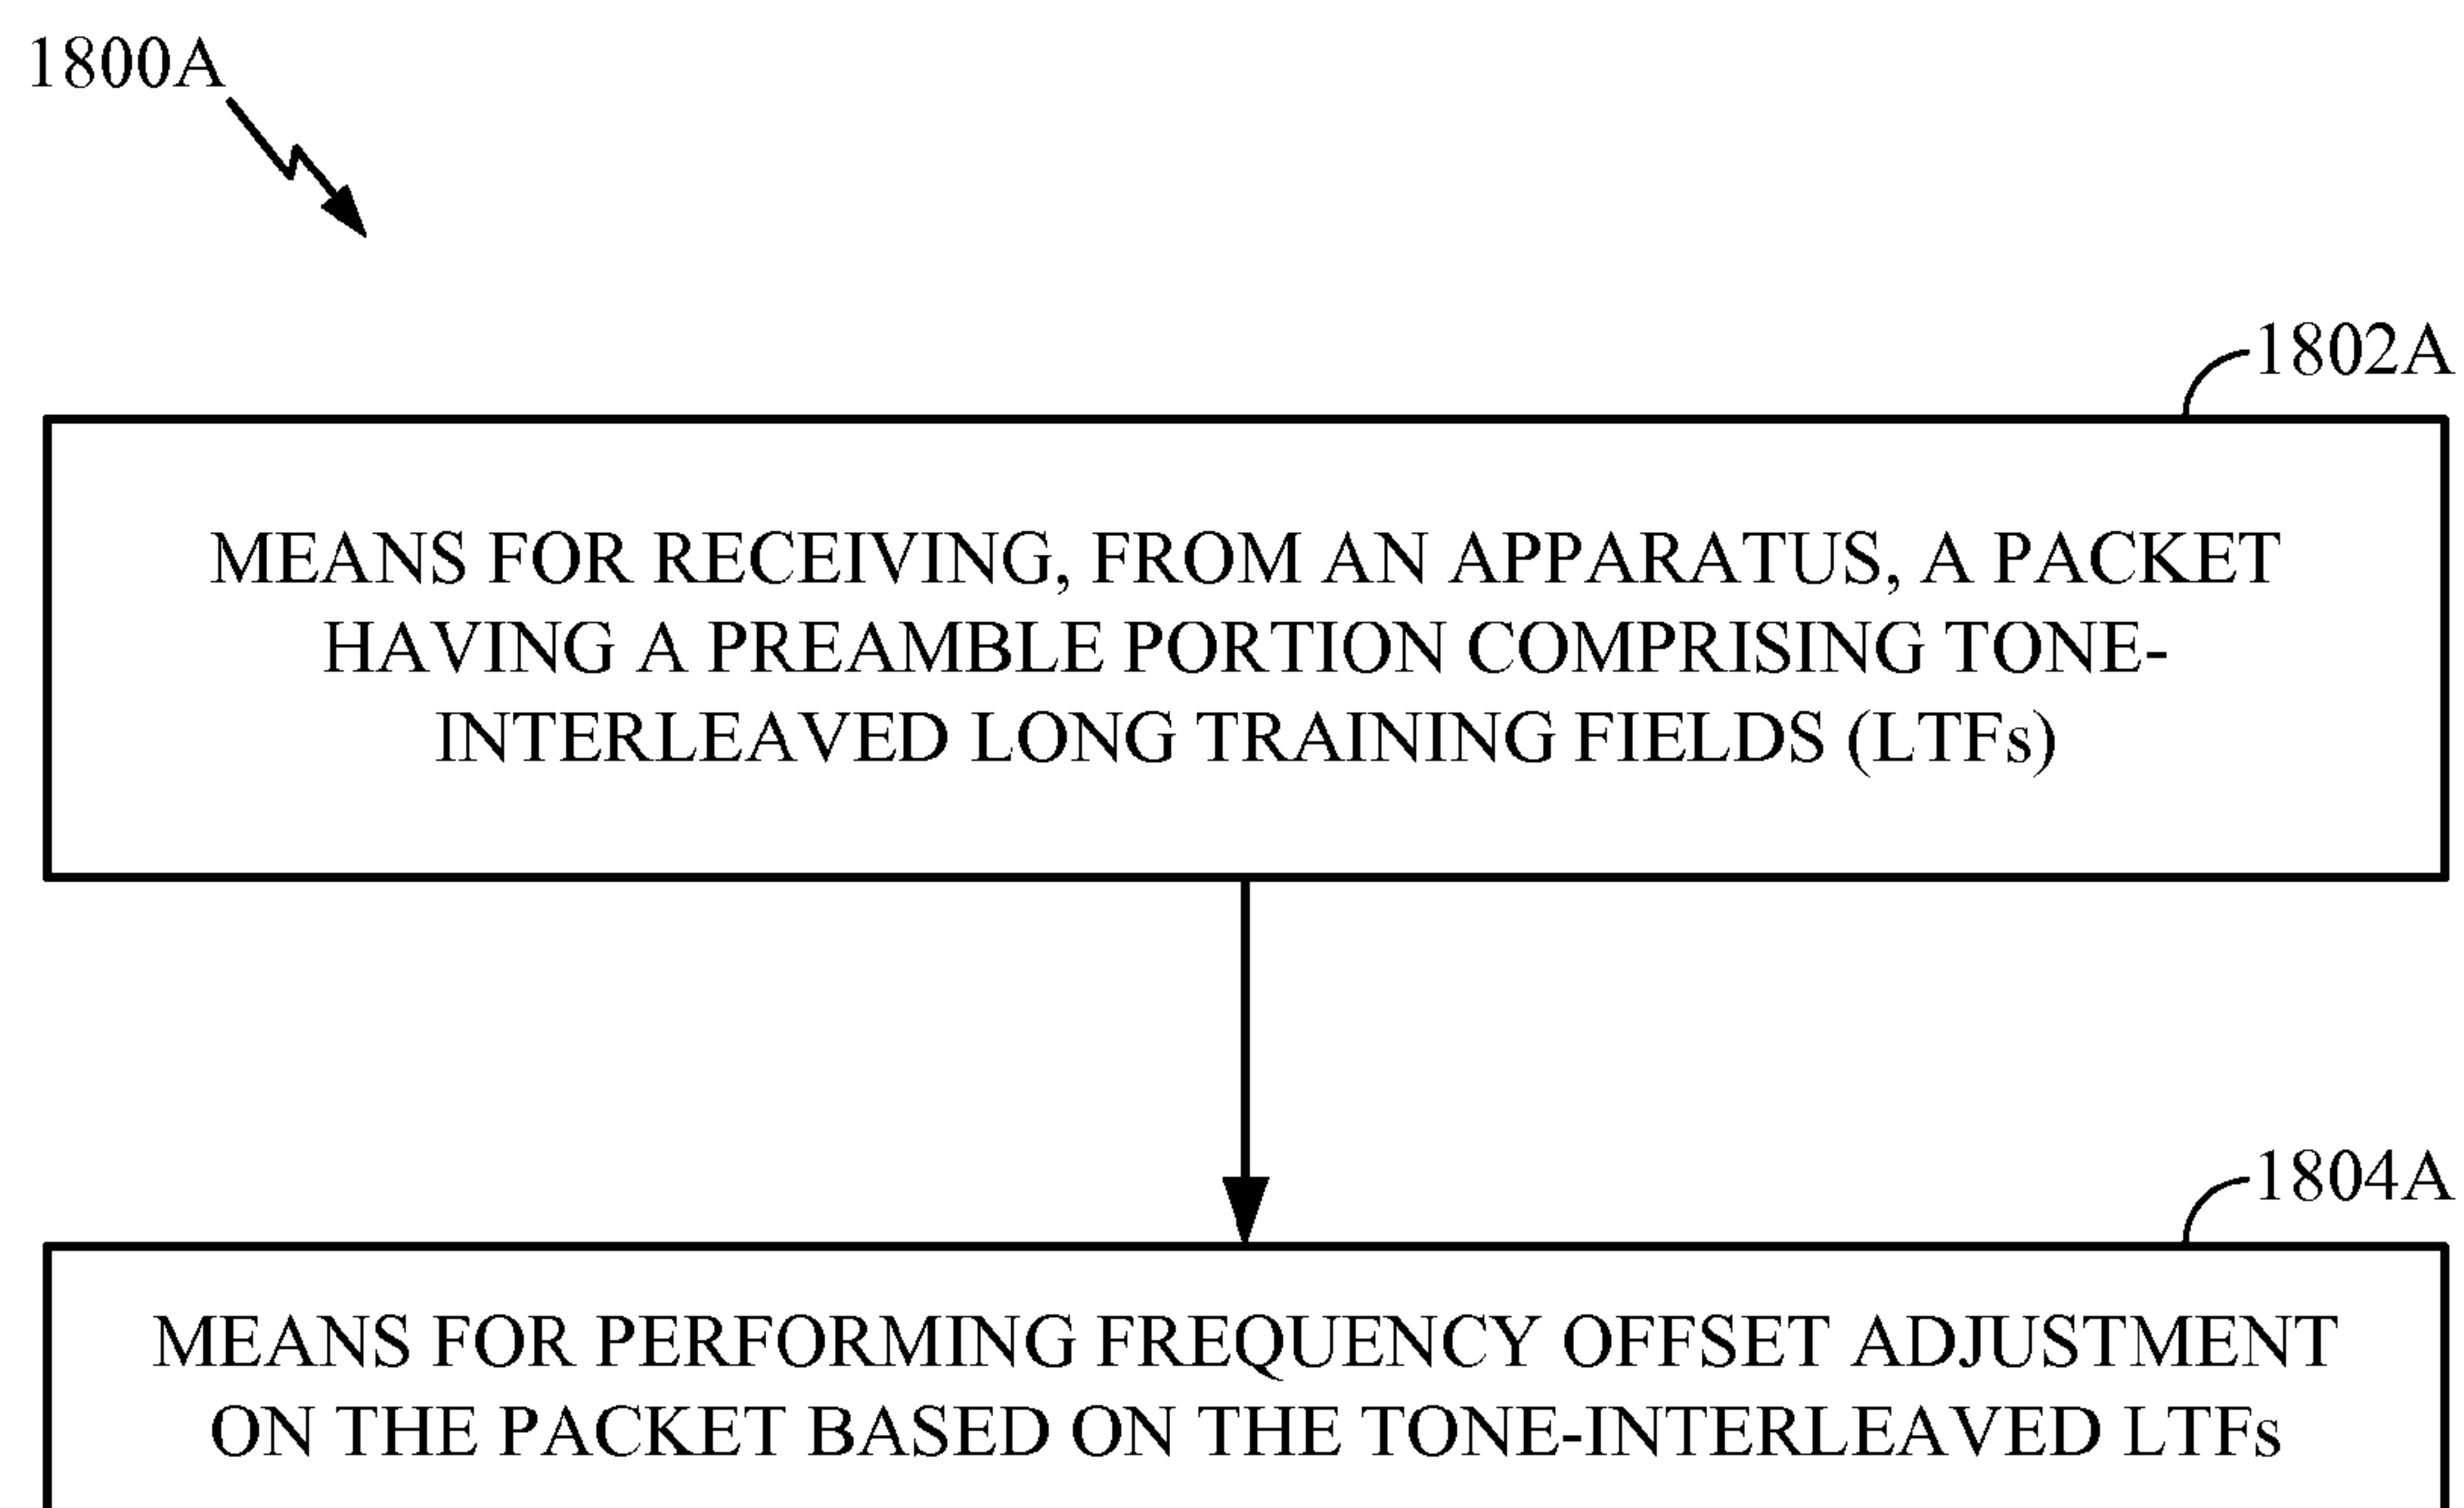 1800A
1802A
MEANS FOR RECEIVING, FROM AN APPARATUS, A PACKET
HAVING A PREAMBLE PORTION COMPRISING TONE-
INTERLEAVED LONG TRAINING FIELDS (LTFs)
1804A
MEANS FOR PERFORMING FREQUENCY OFFSET ADJUSTMENT
ON THE PACKET BASED ON THE TONE-INTERLEAVED LTFs